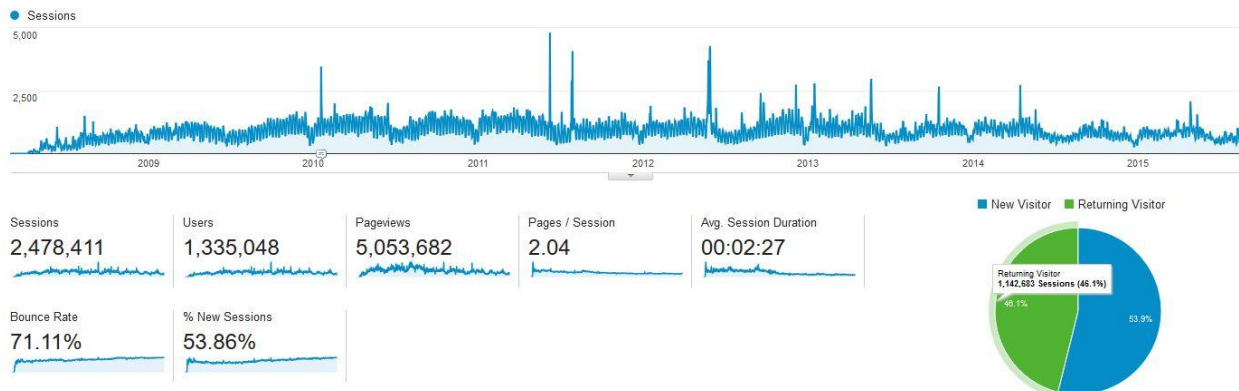 Sessions
5,000
2,500
2009 2010 2011 2012 2013 2014 2015
Sessions Users Pageviews Pages / Session Avg. Session Duration
2,478,411 1,335,048 5,053,682 2.04 00:02:27
Bounce Rate % New Sessions
71.11% 53.86%
New Visitor Returning Visitor
Returning Visitor
1,142,683 Sessions (46.1%)
46.1%
53.9%